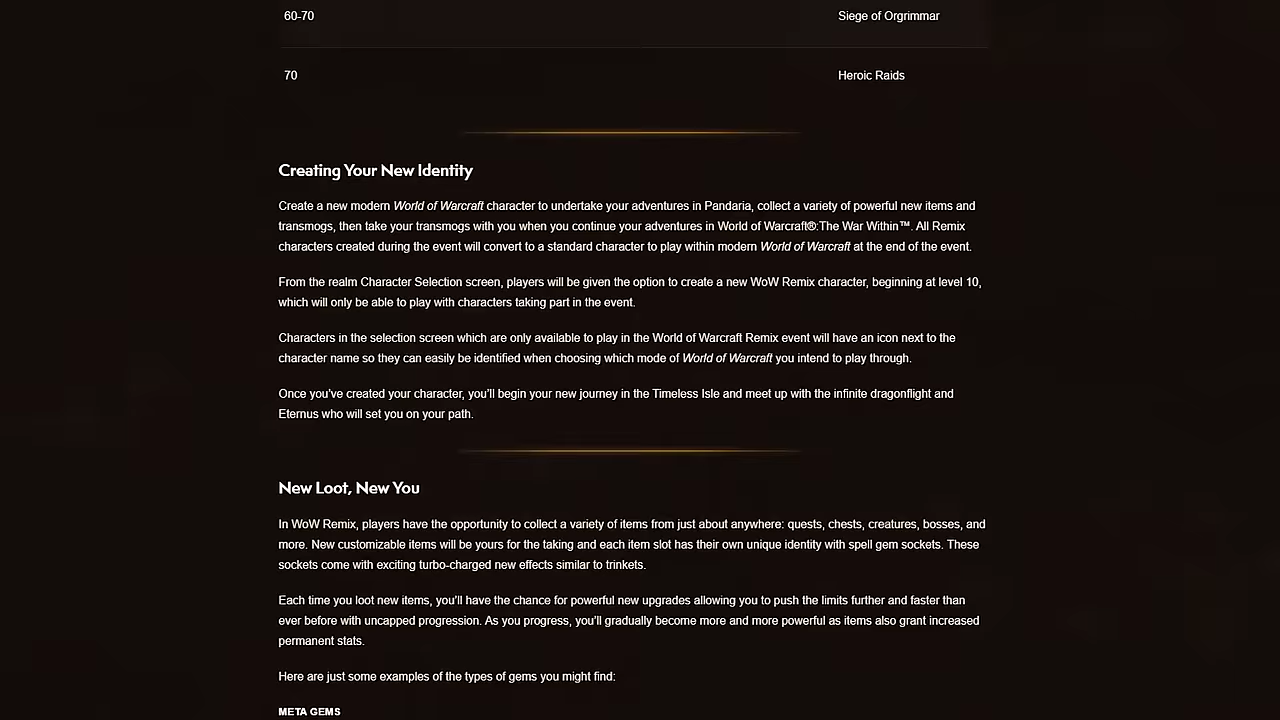 60-70 Siege of Orgrimmar
70 Heroic Raids
Creating Your New Identity
Create a new modern World of Warcraft character to undertake your adventures in Pandaria, collect a variety of powerful new items and
transmogs, then take your transmogs with you when you continue your adventures in World of Warcraft®:The War Within™. All Remix
characters created during the event will convert to a standard character to play within modern World of Warcraft at the end of the event.
From the realm Character Selection screen, players will be given the option to create a new WoW Remix character, beginning at level 10,
which will only be able to play with characters taking part in the event.
Characters in the selection screen which are only available to play in the World of Warcraft Remix event will have an icon next to the
character name so they can easily be identified when choosing which mode of World of Warcraft you intend to play through.
Once you've created your character, you'll begin your new journey in the Timeless Isle and meet up with the infinite dragonflight and
Eternus who will set you on your path.
New Loot, New You
In WoW Remix, players have the opportunity to collect a variety of items from just about anywhere: quests, chests, creatures, bosses, and
more. New customizable items will be yours for the taking and each item slot has their own unique identity with spell gem sockets. These
sockets come with exciting turbo-charged new effects similar to trinkets.
Each time you loot new items, you'll have the chance for powerful new upgrades allowing you to push the limits further and faster than
ever before with uncapped progression. As you progress, you'll gradually become more and more powerful as items also grant increased
permanent stats.
Here are just some examples of the types of gems you might find:
META GEMS